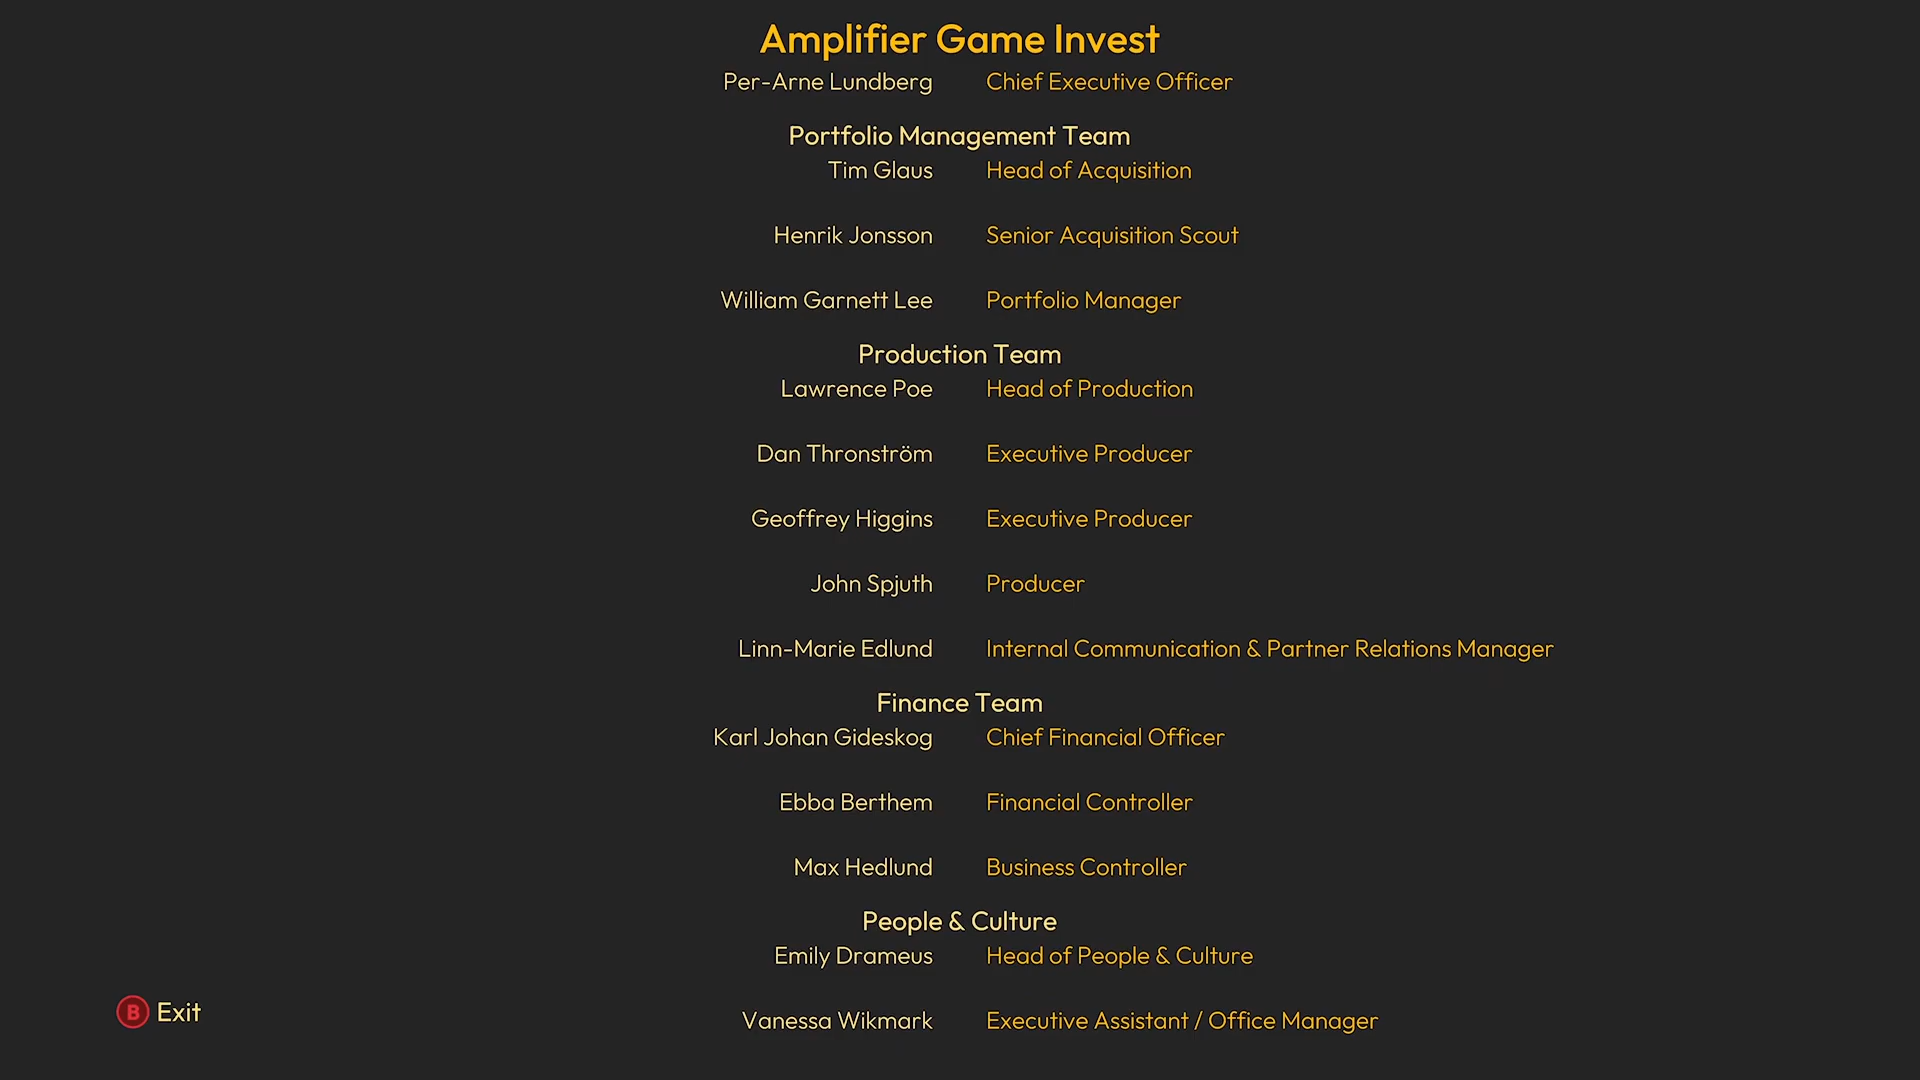 Amplifier Game Invest
Per-Arne Lundberg Chief Executive Officer
Portfolio Management Team
Tim Glaus Head of Acquisition
Henrik Jonsson Senior Acquisition Scout
William Garnett Lee Portfolio Manager
Production Team
Lawrence Poe Head of Production
Dan Thronström Executive Producer
Geoffrey Higgins Executive Producer
John Spjuth Producer
Linn-Marie Edlund Internal Communication & Partner Relations Manager
Finance Team
Karl Johan Gideskog Chief Financial Officer
Ebba Berthem Financial Controller
Max Hedlund Business Controller
People & Culture
Emily Drameus Head of People & Culture
B Exit
Vanessa Wikmark Executive Assistant / Office Manager